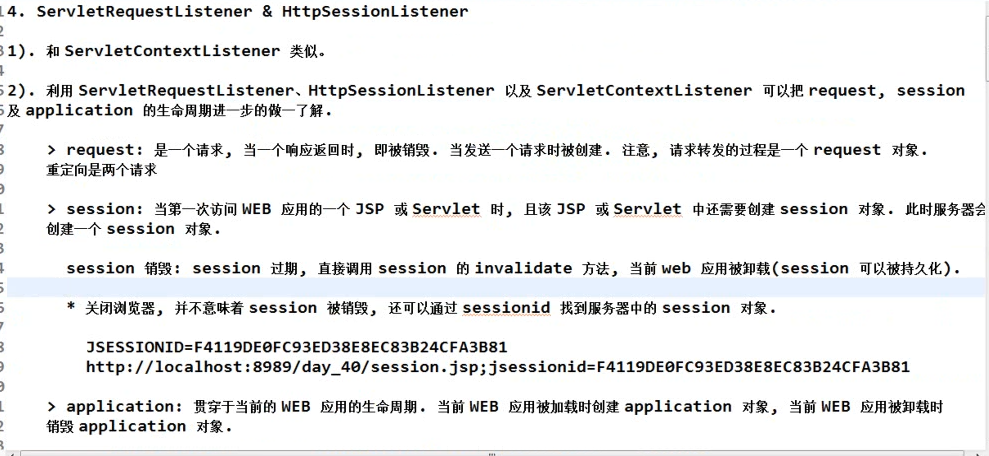 4. ServletRequestListener & HttpSessionListener
1). 和 ServletContextListener 类似。
2). 利用 ServletRequestListener、HttpSessionListener 以及 ServletContextListener 可以把 request, session
及 application 的生命周期进一步的做一了解.
> request: 是一个请求, 当一个响应返回时, 即被销毁. 当发送一个请求时被创建. 注意, 请求转发的过程是一个 request 对象.
重定向是两个请求
> session: 当第一次访问 WEB 应用的一个 JSP 或 Servlet 时, 且该 JSP 或 Servlet 中还需要创建 session 对象. 此时服务器会
创建一个 session 对象.
session 销毁: session 过期, 直接调用 session 的 invalidate 方法, 当前 web 应用被卸载(session 可以被持久化).
* 关闭浏览器, 并不意味着 session 被销毁, 还可以通过 sessionid 找到服务器中的 session 对象.
JSESSIONID=F4119DE0FC93ED38E8EC83B24CFA3B81
http://localhost:8989/day_40/session.jsp;jsessionid=F4119DE0FC93ED38E8EC83B24CFA3B81
> application: 贯穿于当前的 WEB 应用的生命周期. 当前 WEB 应用被加载时创建 application 对象, 当前 WEB 应用被卸载时
销毁 application 对象.